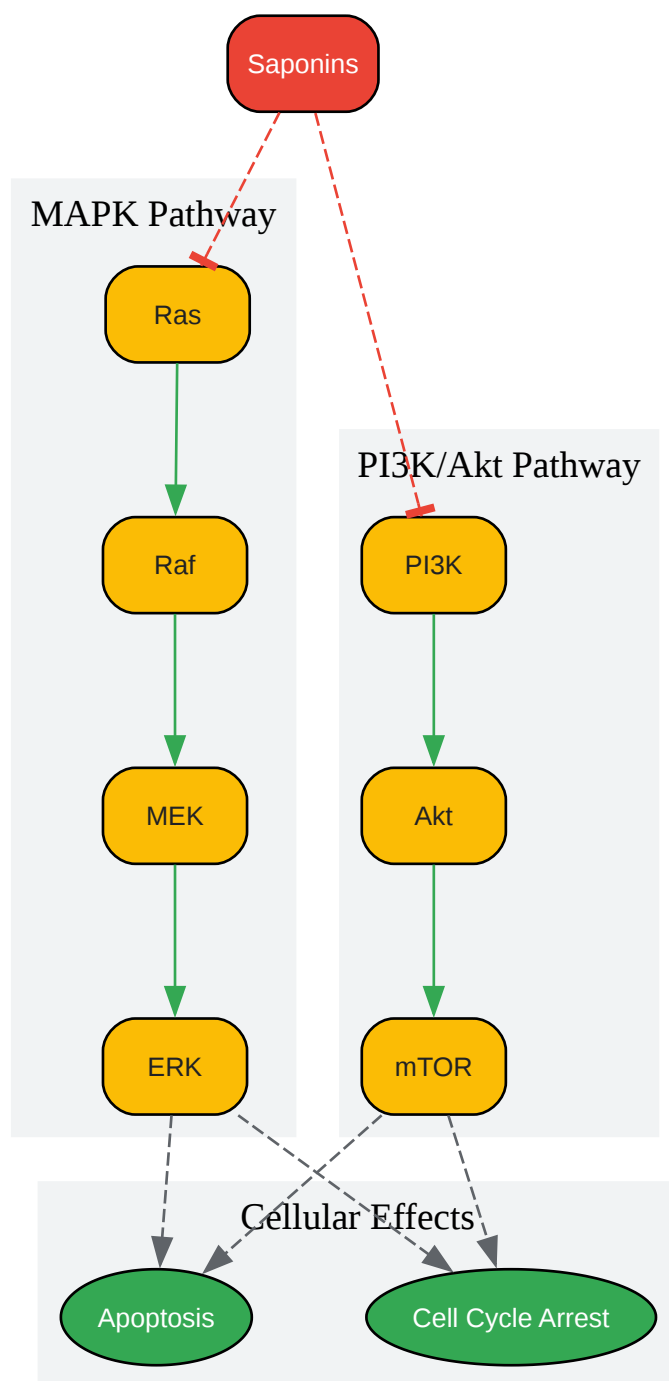 Saponins
MAPK Pathway
Ras
PI3K/Akt Pathway
Raf
PI3K
MEK
Akt
ERK
mTOR
Cellular Effects
Apoptosis
Cell Cycle Arrest